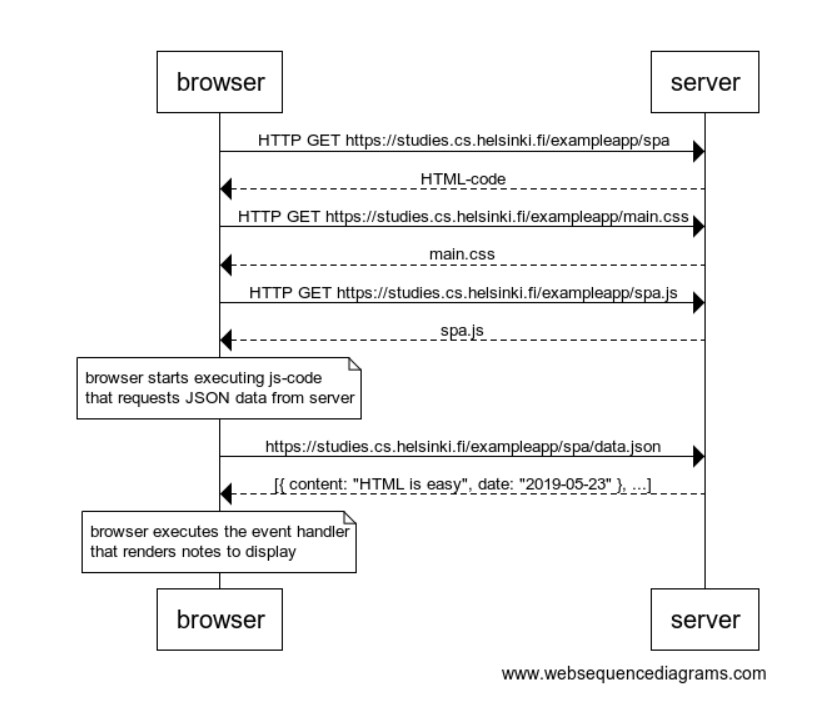 browser
server
HTTP GET https://studies.cs.helsinki.fi/exampleapp/spa
HTML-code
HTTP GET https://studies.cs.helsinki.fi/exampleapp/main.css
main.css
HTTP GET https://studies.cs.helsinki.fi/exampleapp/spa.js
spa.js
browser starts executing js-code
that requests JSON data from server
https://studies.cs.helsinki.fi/exampleapp/spa/data.json
[{ content: "HTML is easy", date: "2019-05-23" }, ...]
browser executes the event handler
that renders notes to display
browser
server
www.websequencediagrams.com